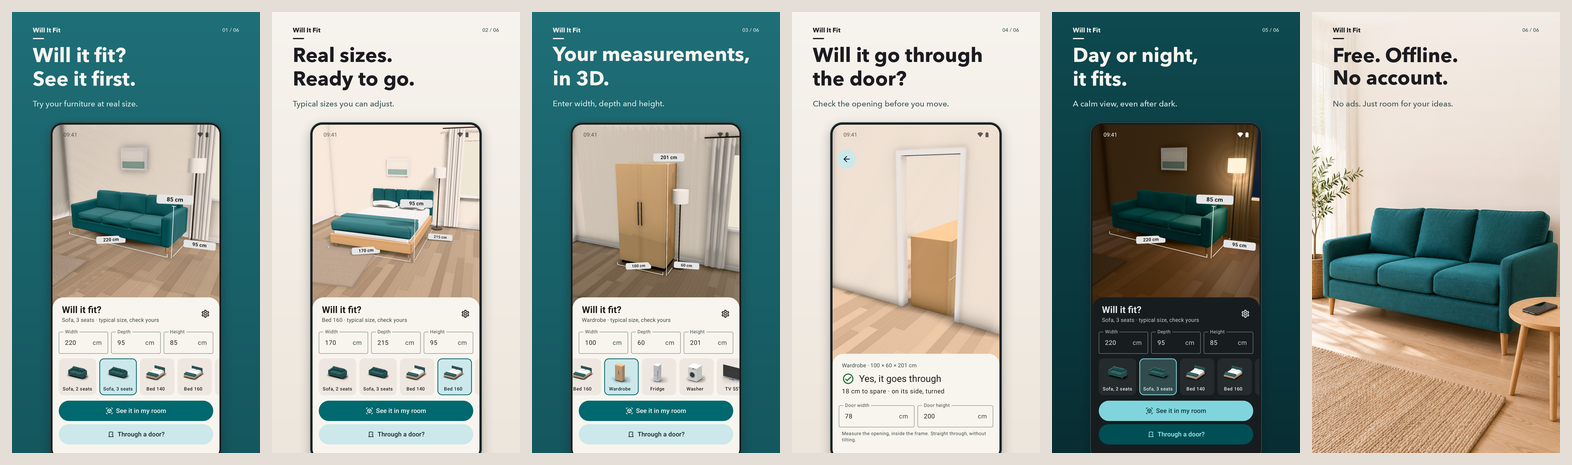 Will It Fit
01 / 06
Will it fit?
See it first.
Try your furniture at real size.
09:41
85 cm
220 cm
95 cm
Will it fit?
Sofa, 3 seats · typical size, check yours
Width
Depth
Height
220 cm
95 cm
85 cm
Sofa, 2 seats
Sofa, 3 seats
Bed 140
Bed 160
See it in my room
Through a door?
Will It Fit
02 / 06
Real sizes.
Ready to go.
Typical sizes you can adjust.
09:41
95 cm
215 cm
170 cm
Will it fit?
Bed 160 · typical size, check yours
Width
Depth
Height
170 cm
215 cm
95 cm
Sofa, 2 seats
Sofa, 3 seats
Bed 140
Bed 160
See it in my room
Through a door?
Will It Fit
03 / 06
Your measurements,
in 3D.
Enter width, depth and height.
09:41
201 cm
100 cm
60 cm
Will it fit?
Wardrobe · typical size, check yours
Width
Depth
Height
100 cm
60 cm
201 cm
Bed 160
Wardrobe
Fridge
Washer
TV 55"
See it in my room
Through a door?
Will It Fit
04 / 06
Will it go through
the door?
Check the opening before you move.
09:41
Wardrobe · 100 × 60 × 201 cm
Yes, it goes through
18 cm to spare · on its side, turned
Door width
Door height
78 cm
200 cm
Measure the opening, inside the frame. Straight through, without
tilting.
Will It Fit
05 / 06
Day or night,
it fits.
A calm view, even after dark.
09:41
85 cm
220 cm
95 cm
Will it fit?
Sofa, 3 seats · typical size, check yours
Width
Depth
Height
220 cm
95 cm
85 cm
Sofa, 2 seats
Sofa, 3 seats
Bed 140
Bed 160
See it in my room
Through a door?
Will It Fit
06 / 06
Free. Offline.
No account.
No ads. Just room for your ideas.